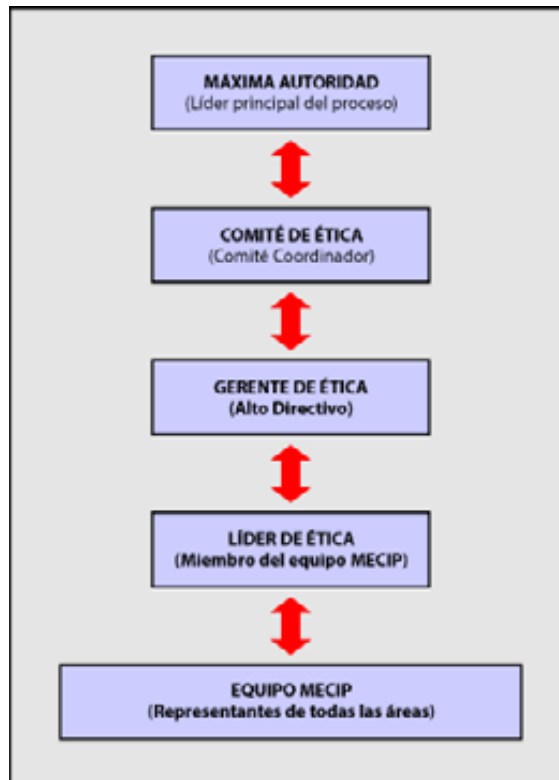 MÁXIMA AUTORIDAD
(Líder principal del proceso)
COMITÉ DE ÉTICA
(Comité Coordinador)
GERENTE DE ÉTICA
(Alto Directivo)
LÍDER DE ÉTICA
(Miembro del equipo MECIP)
EQUIPO MECIP
(Representantes de todas las áreas)